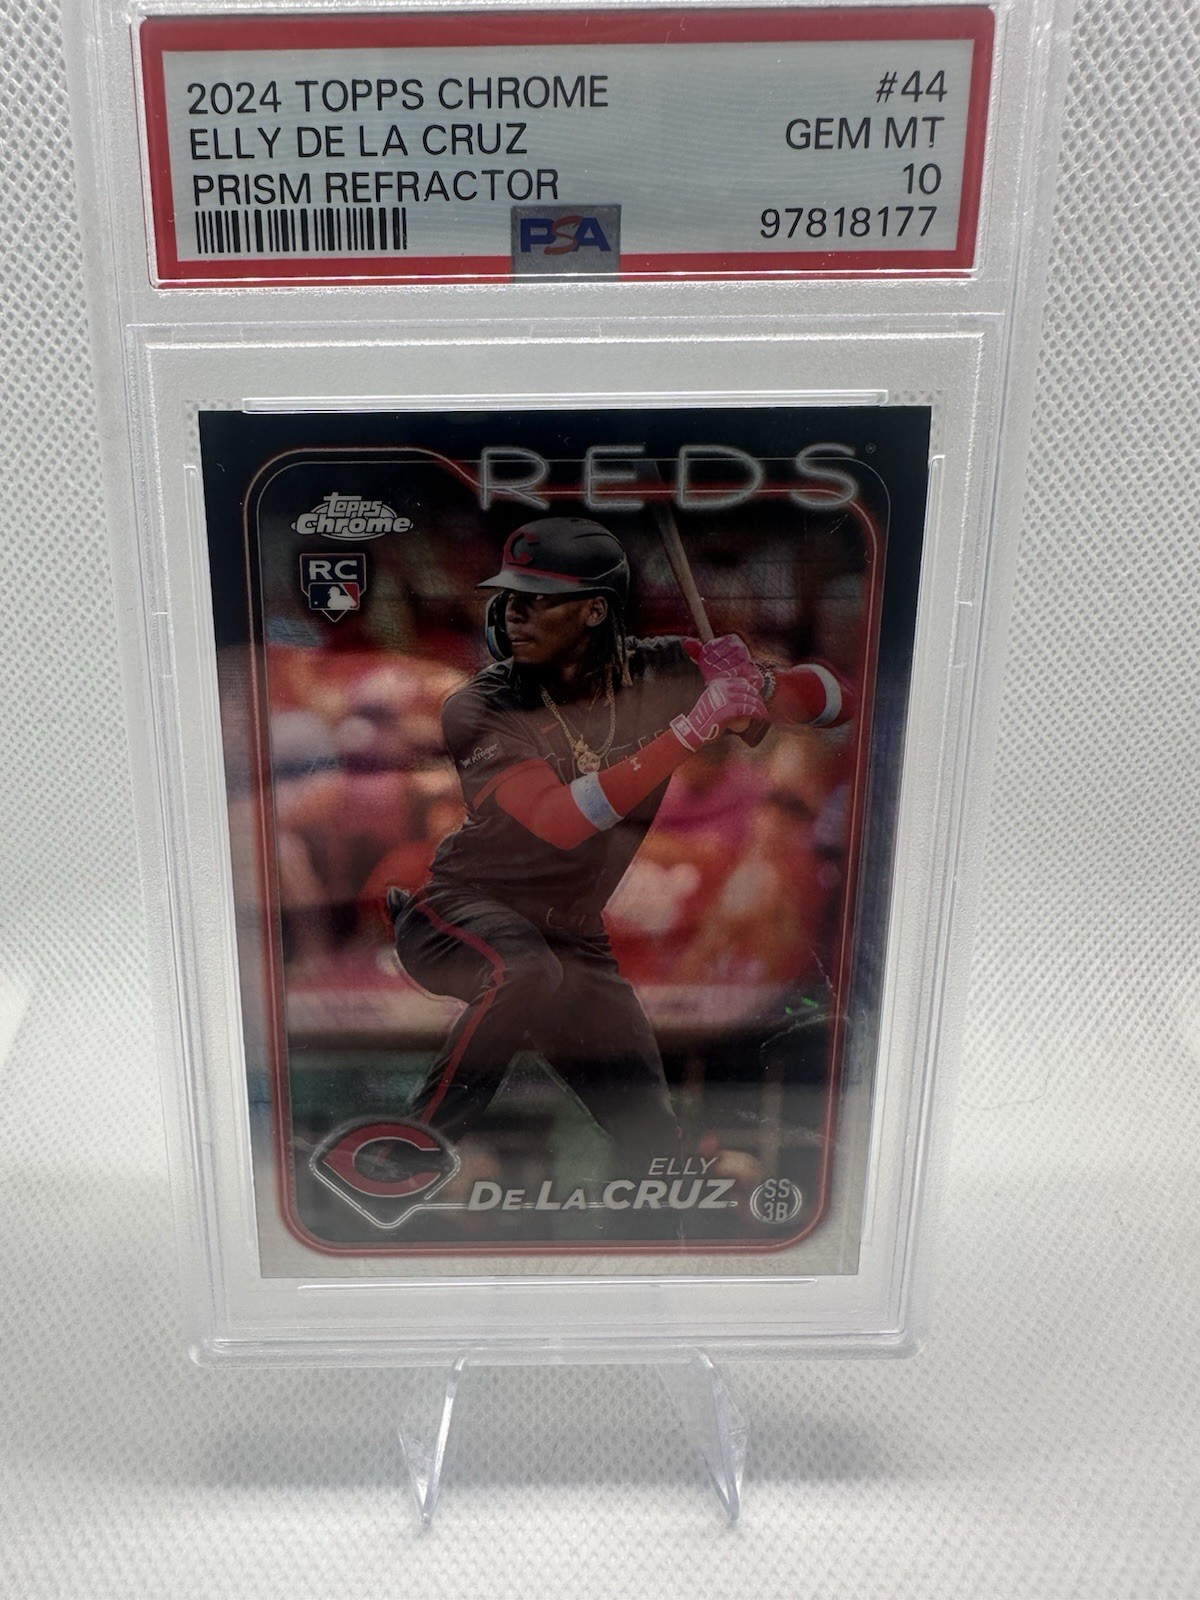 2024 TOPPS CHROME #44
ELLY DE LA CRUZ GEM MT
PRISM REFRACTOR 10
PSA 97818177
REDS
Topps
Chrome
RC
Kroger
C
C
ELLY
DE LA CRUZ
SS
3B